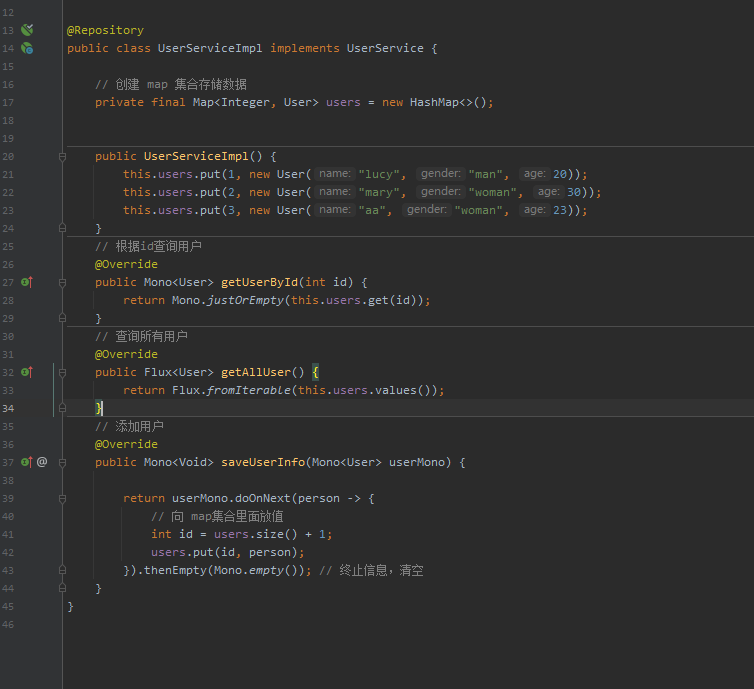 12
13 @Repository
14 public class UserServiceImpl implements UserService {
15
16 // 创建 map 集合存储数据
17 private final Map<Integer, User> users = new HashMap<>();
18
19
20 public UserServiceImpl() {
21 this.users.put(1, new User( name: "lucy", gender: "man", age: 20));
22 this.users.put(2, new User( name: "mary", gender: "woman", age: 30));
23 this.users.put(3, new User( name: "aa", gender: "woman", age: 23));
24 }
25 // 根据id查询用户
26 @Override
27 public Mono<User> getUserById(int id) {
28 return Mono.justOrEmpty(this.users.get(id));
29 }
30 // 查询所有用户
31 @Override
32 public Flux<User> getAllUser() {
33 return Flux.fromIterable(this.users.values());
34 }
35 // 添加用户
36 @Override
37 @ public Mono<Void> saveUserInfo(Mono<User> userMono) {
38
39 return userMono.doOnNext(person -> {
40 // 向 map集合里面放值
41 int id = users.size() + 1;
42 users.put(id, person);
43 }).thenEmpty(Mono.empty()); // 终止信息，清空
44 }
45 }
46